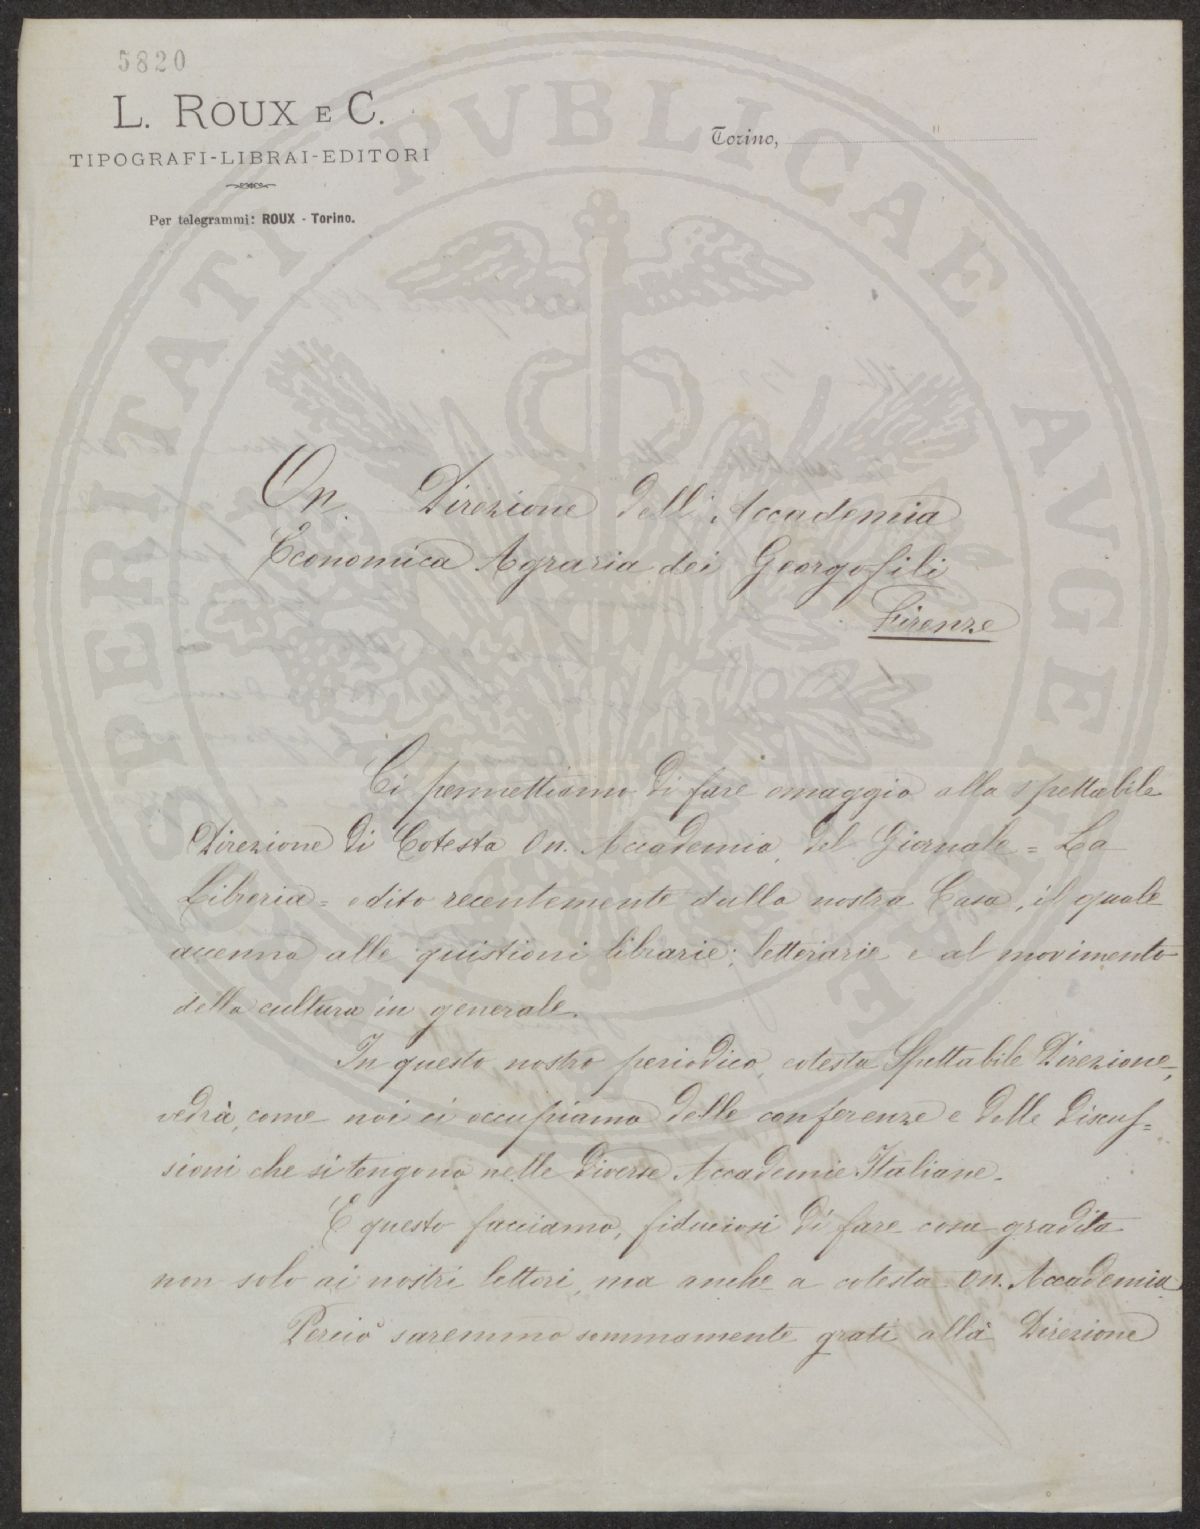 5820
L. ROUX E C.
TIPOGRAFI-LIBRAI-EDITORI
Per telegrammi: ROUX - Torino.
Torino,
PROSPERITATI PVBLICAE AVGENDAE
On. Direzione dell'Accademia
Economica Agraria dei Georgofili
Firenze
Ci permettiamo di fare omaggio alla spettabile
Direzione di Cotesta On. Accademia, del Giornale = La
Libreria = edito recentemente dalla nostra Casa, il quale
accenna alle quistioni librarie, letterarie e al movimento
della cultura in generale.
In questo nostro periodico, cotesta Spettabile Direzione,
vedrà, come noi ci occupiamo delle conferenze e delle discus=
sioni che si tengono nelle diverse Accademie Italiane.
E questo facciamo, fiduciosi di fare cosa gradita
non solo ai nostri lettori, ma anche a cotesta On. Accademia.
Perciò saremmo sommamente grati alla Direzione